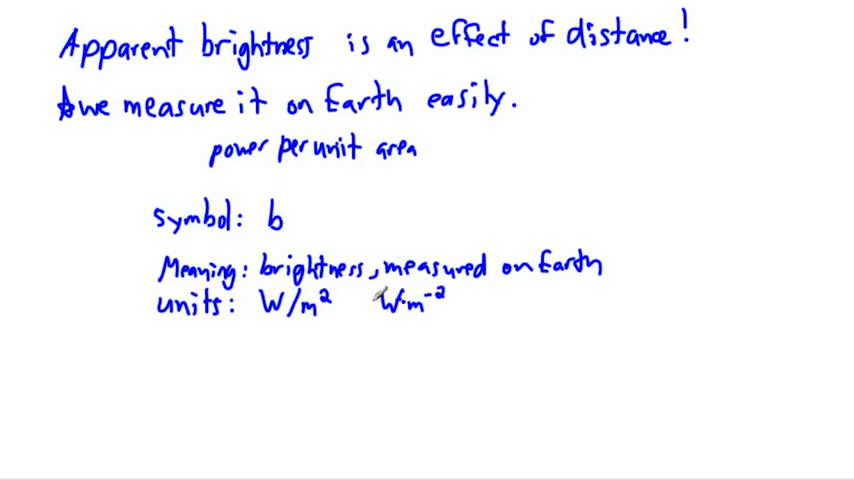 Apparent brightness is an effect of distance!
& we measure it on Earth easily.
power per unit area
symbol: b
Meaning: brightness, measured on Earth
units: W/m² W·m⁻²